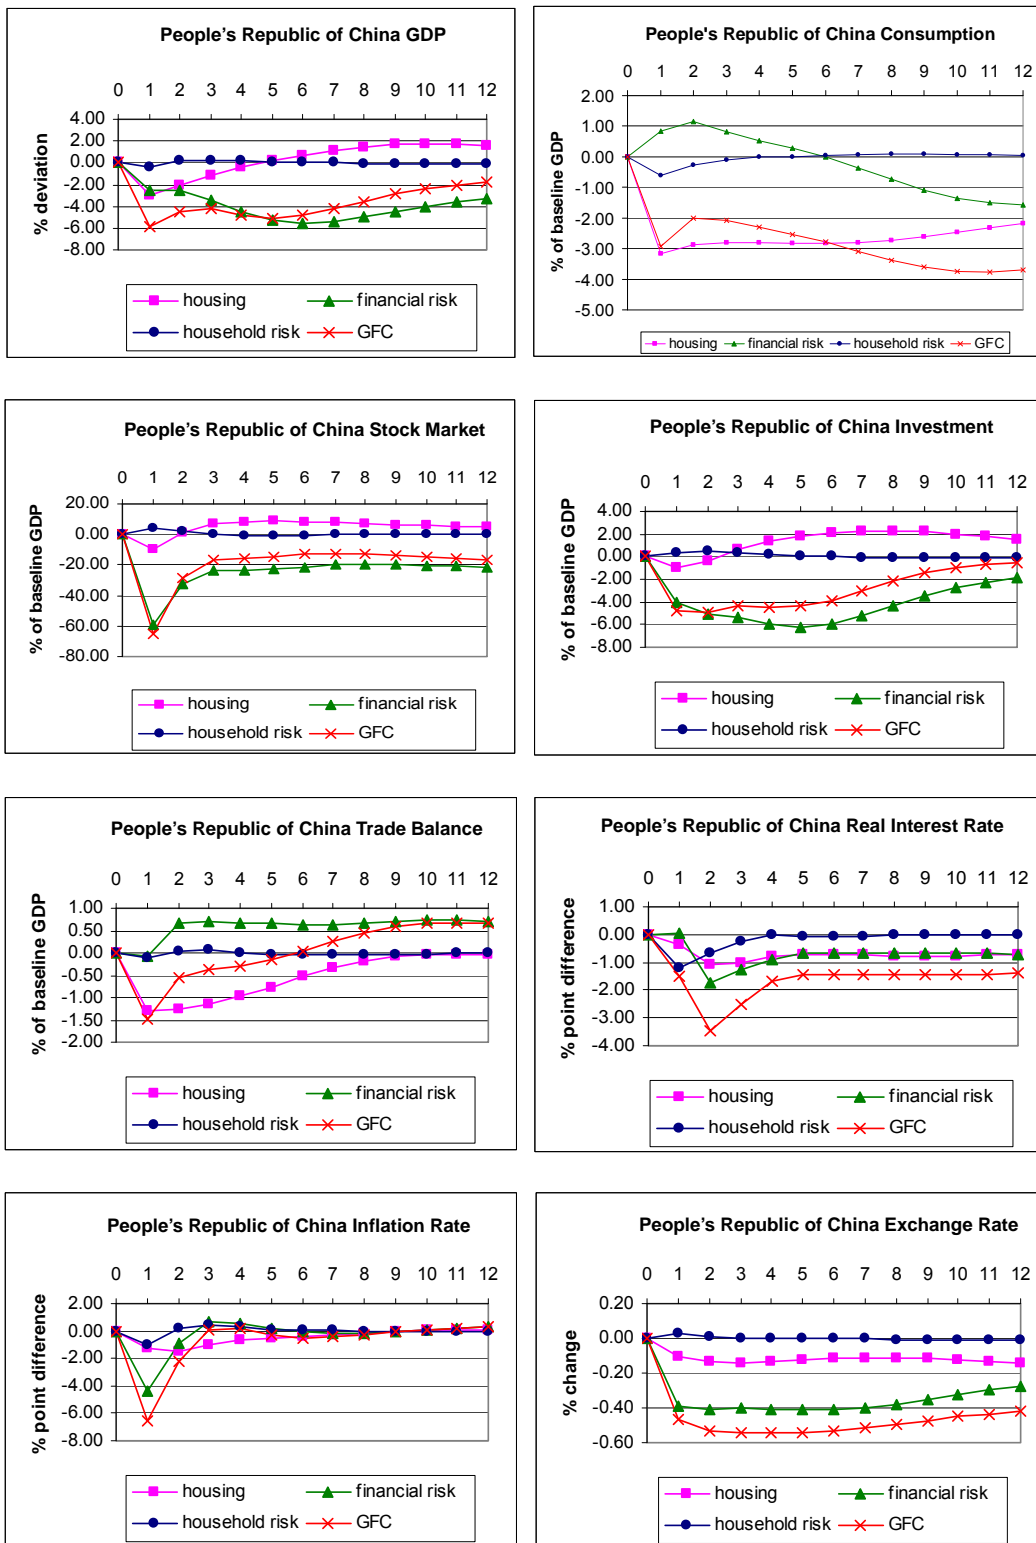 People's Republic of China GDP
0 1 2 3 4 5 6 7 8 9 10 11 12
4.00
2.00
0.00
-2.00
-4.00
-6.00
-8.00
% deviation
housing financial risk
household risk GFC
People's Republic of China Consumption
0 1 2 3 4 5 6 7 8 9 10 11 12
2.00
1.00
0.00
-1.00
-2.00
-3.00
-4.00
-5.00
% of baseline GDP
housing financial risk household risk GFC
People's Republic of China Stock Market
0 1 2 3 4 5 6 7 8 9 10 11 12
20.00
0.00
-20.00
-40.00
-60.00
-80.00
% of baseline GDP
housing financial risk
household risk GFC
People's Republic of China Investment
0 1 2 3 4 5 6 7 8 9 10 11 12
4.00
2.00
0.00
-2.00
-4.00
-6.00
-8.00
% of baseline GDP
housing financial risk
household risk GFC
People's Republic of China Trade Balance
0 1 2 3 4 5 6 7 8 9 10 11 12
1.00
0.50
0.00
-0.50
-1.00
-1.50
-2.00
% of baseline GDP
housing financial risk
household risk GFC
People's Republic of China Real Interest Rate
0 1 2 3 4 5 6 7 8 9 10 11 12
1.00
0.00
-1.00
-2.00
-3.00
-4.00
% point difference
housing financial risk
household risk GFC
People's Republic of China Inflation Rate
0 1 2 3 4 5 6 7 8 9 10 11 12
2.00
0.00
-2.00
-4.00
-6.00
-8.00
% point difference
housing financial risk
household risk GFC
People's Republic of China Exchange Rate
0 1 2 3 4 5 6 7 8 9 10 11 12
0.20
0.00
-0.20
-0.40
-0.60
% change
housing financial risk
household risk GFC